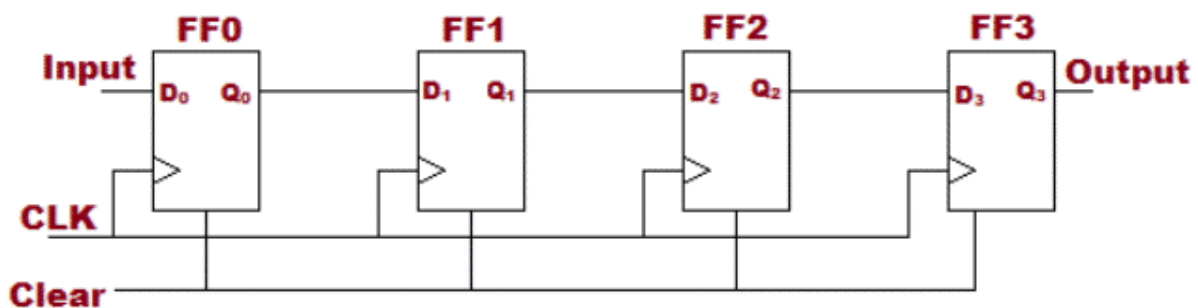 FF0 FF1 FF2 FF3
Input Output
D₀ Q₀ D₁ Q₁ D₂ Q₂ D₃ Q₃
CLK
Clear